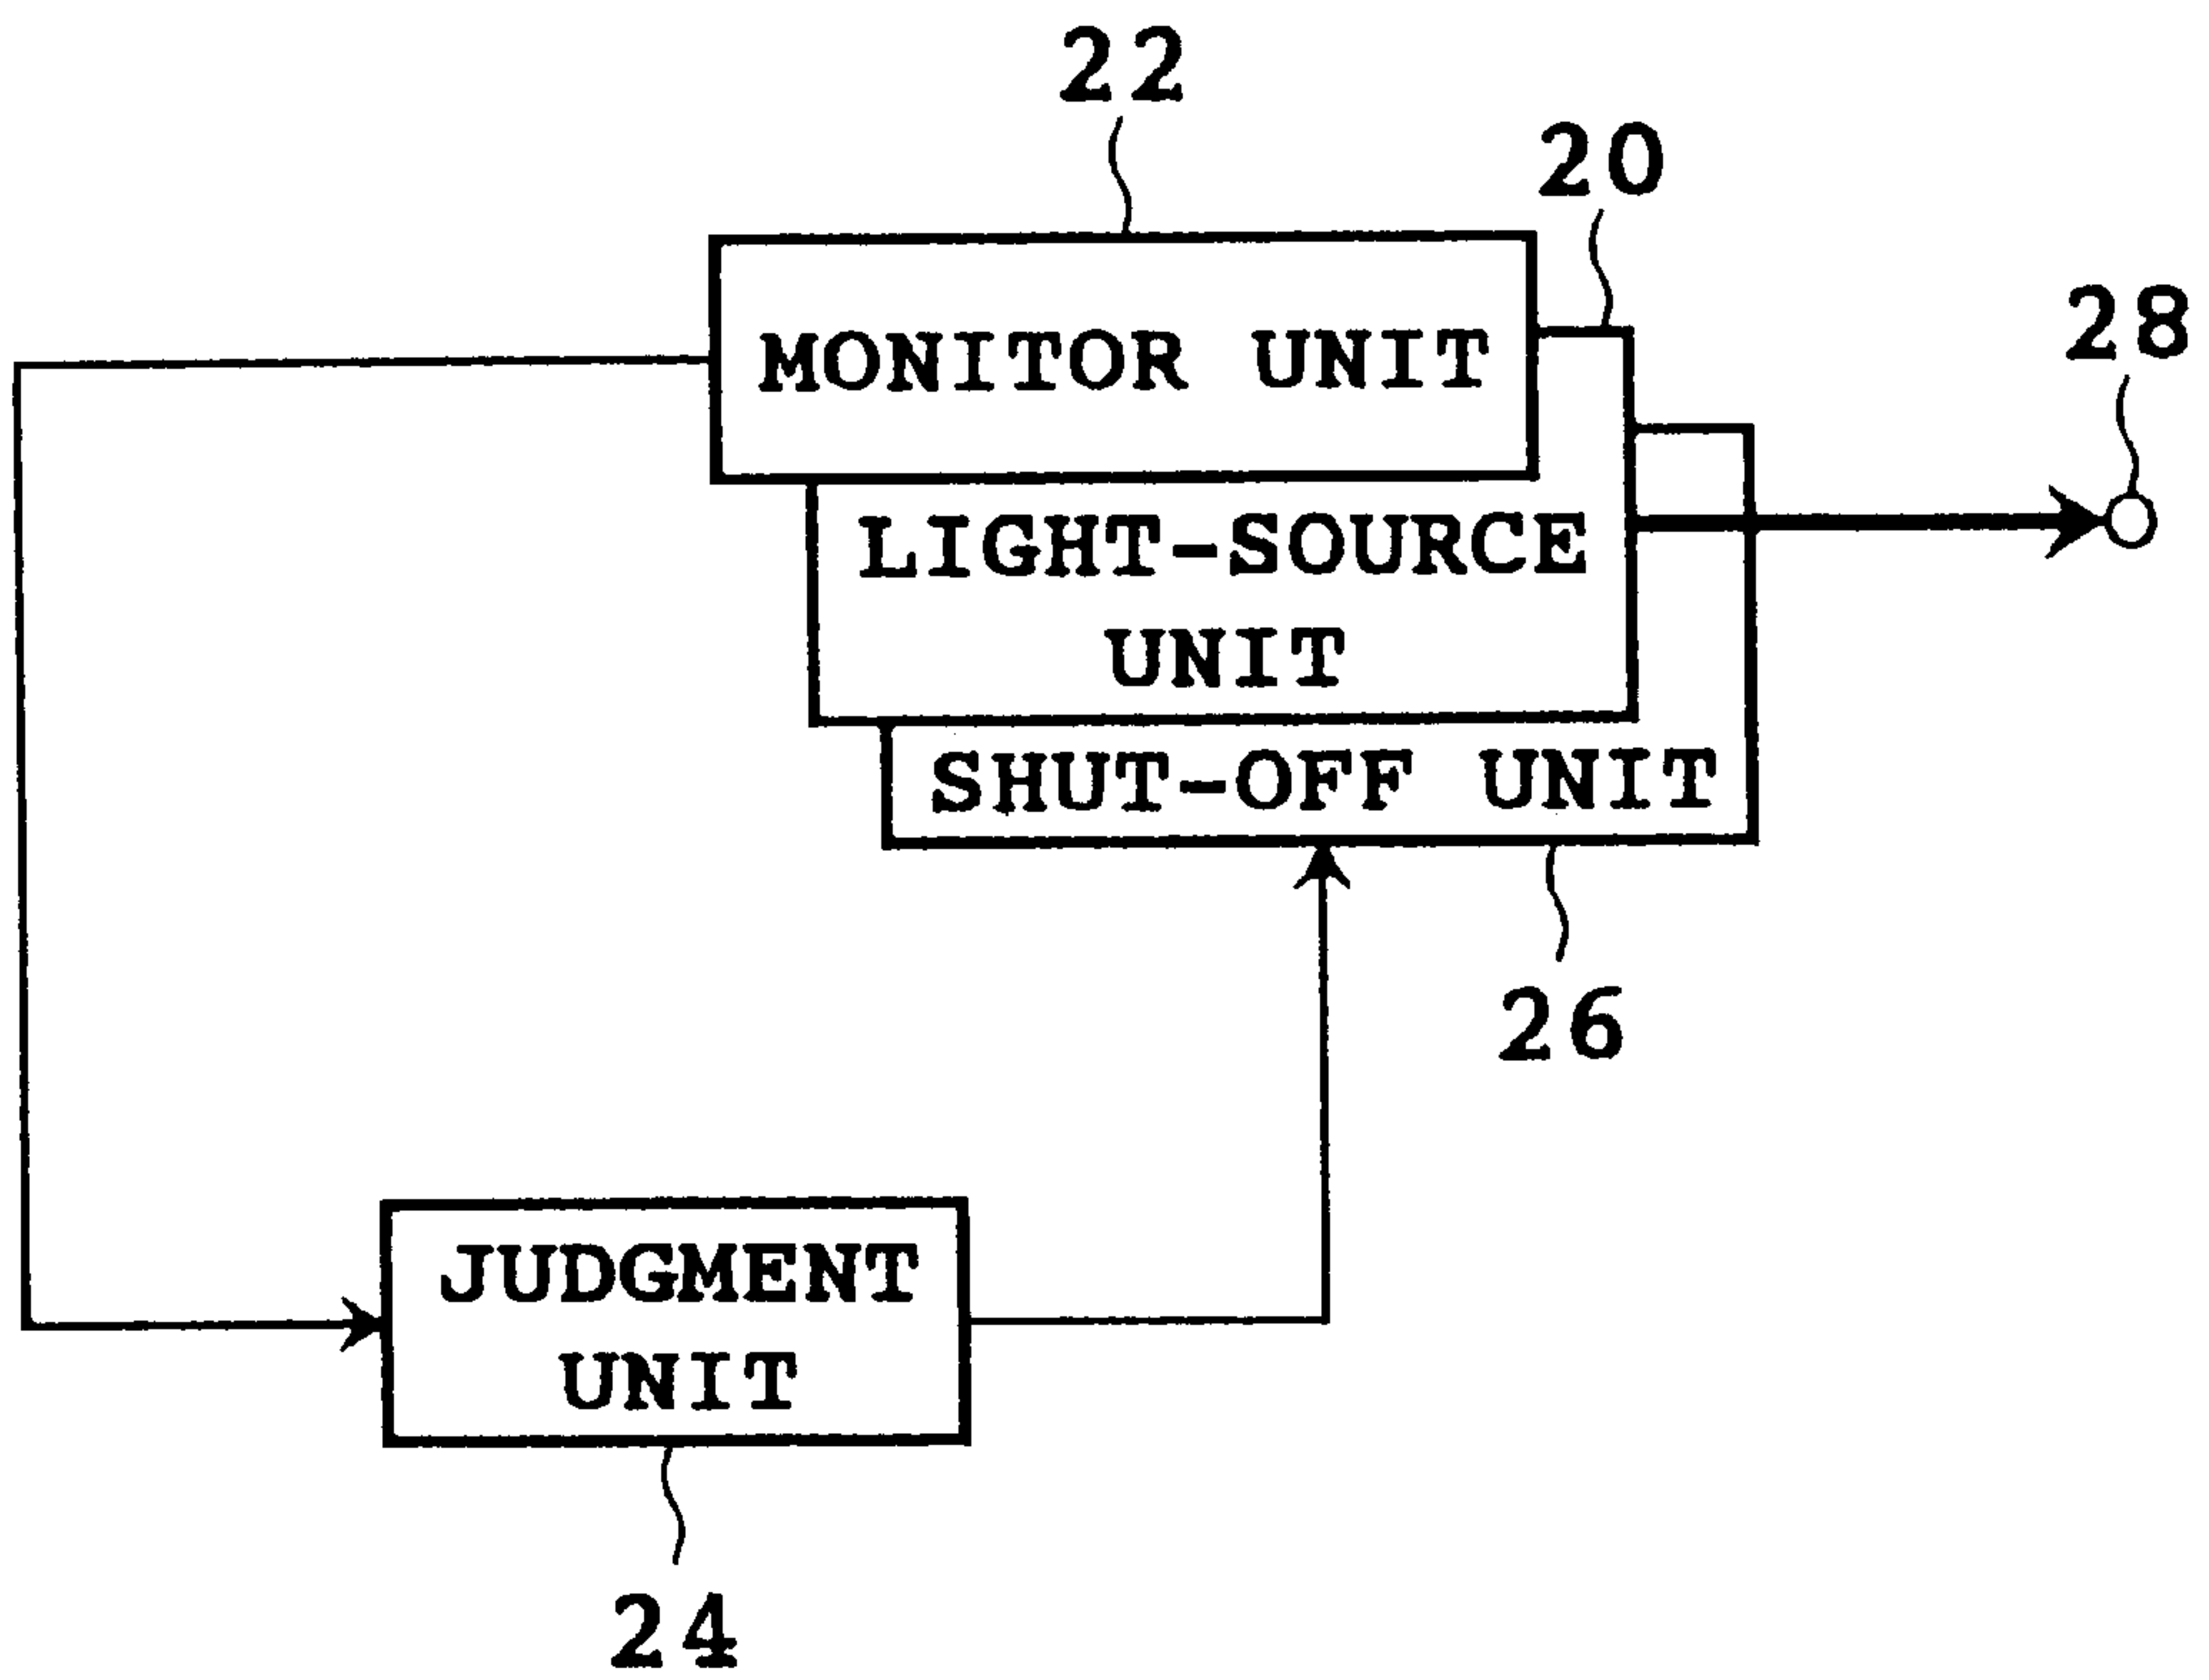 22
20
28
MONITOR UNIT
LIGHT-SOURCE
UNIT
SHUT-OFF UNIT
26
JUDGMENT
UNIT
24